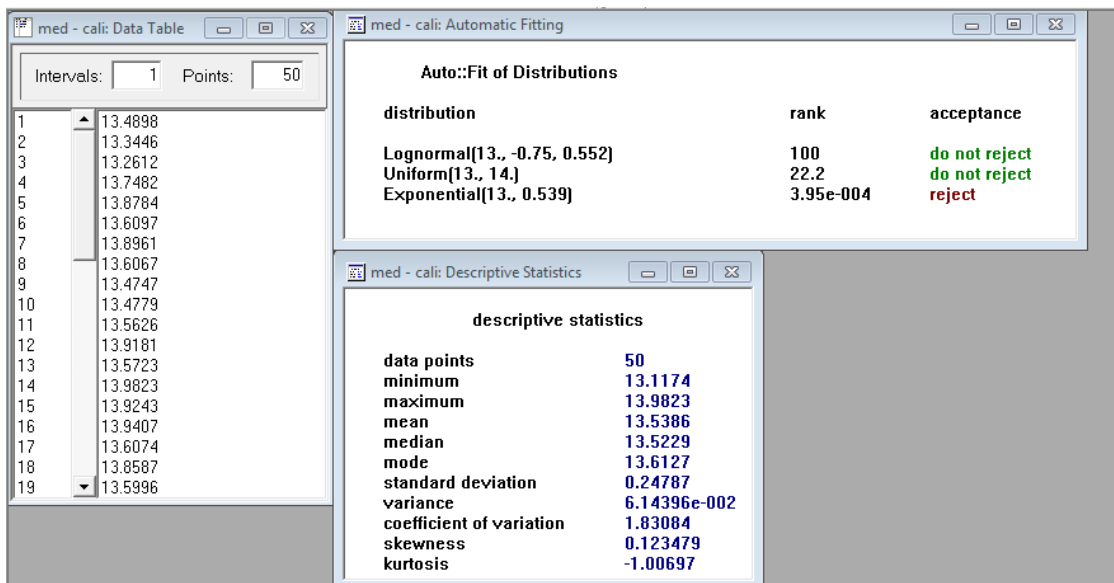 med - cali: Data Table
Intervals: 1 Points: 50
1 13.4898
2 13.3446
3 13.2612
4 13.7482
5 13.8784
6 13.6097
7 13.8961
8 13.6067
9 13.4747
10 13.4779
11 13.5626
12 13.9181
13 13.5723
14 13.9823
15 13.9243
16 13.9407
17 13.6074
18 13.8587
19 13.5996
med - cali: Automatic Fitting
Auto::Fit of Distributions
distribution rank acceptance
Lognormal(13., -0.75, 0.552) 100 do not reject
Uniform(13., 14.) 22.2 do not reject
Exponential(13., 0.539) 3.95e-004 reject
med - cali: Descriptive Statistics
descriptive statistics
data points 50
minimum 13.1174
maximum 13.9823
mean 13.5386
median 13.5229
mode 13.6127
standard deviation 0.24787
variance 6.14396e-002
coefficient of variation 1.83084
skewness 0.123479
kurtosis -1.00697